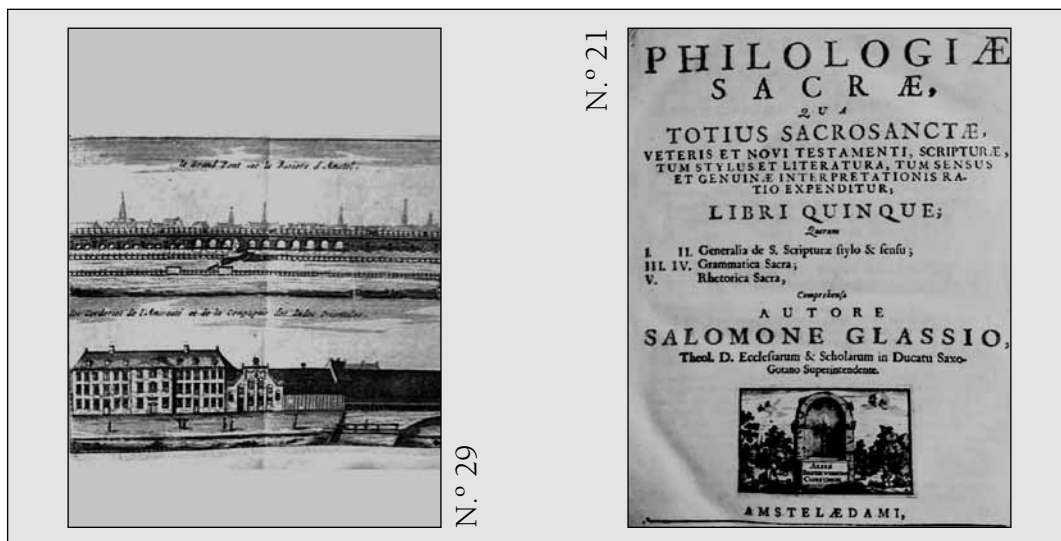 le Grand Pont sur la Riviere d'Amstel.
les Corderies de l'Amirauté et de la Compagnie des Indes Orientales.
N.º 29
N.º 21
PHILOLOGIÆ
SACRÆ,
QUA
TOTIUS SACROSANCTÆ,
VETERIS ET NOVI TESTAMENTI, SCRIPTURÆ,
TUM STYLUS ET LITERATURA, TUM SENSUS
ET GENUINÆ INTERPRETATIONIS RA-
TIO EXPENDITUR;
LIBRI QUINQUE;
Quorum
I. II. Generalia de S. Scripturæ ſtylo & ſenſu;
III. IV. Grammatica Sacra;
V. Rhetorica Sacra,
Comprehenſa
AUTORE
SALOMONE GLASSIO,
Theol. D. Eccleſiarum & Scholarum in Ducatu Saxo-
Gotano Superintendente.
AMSTELÆDAMI,